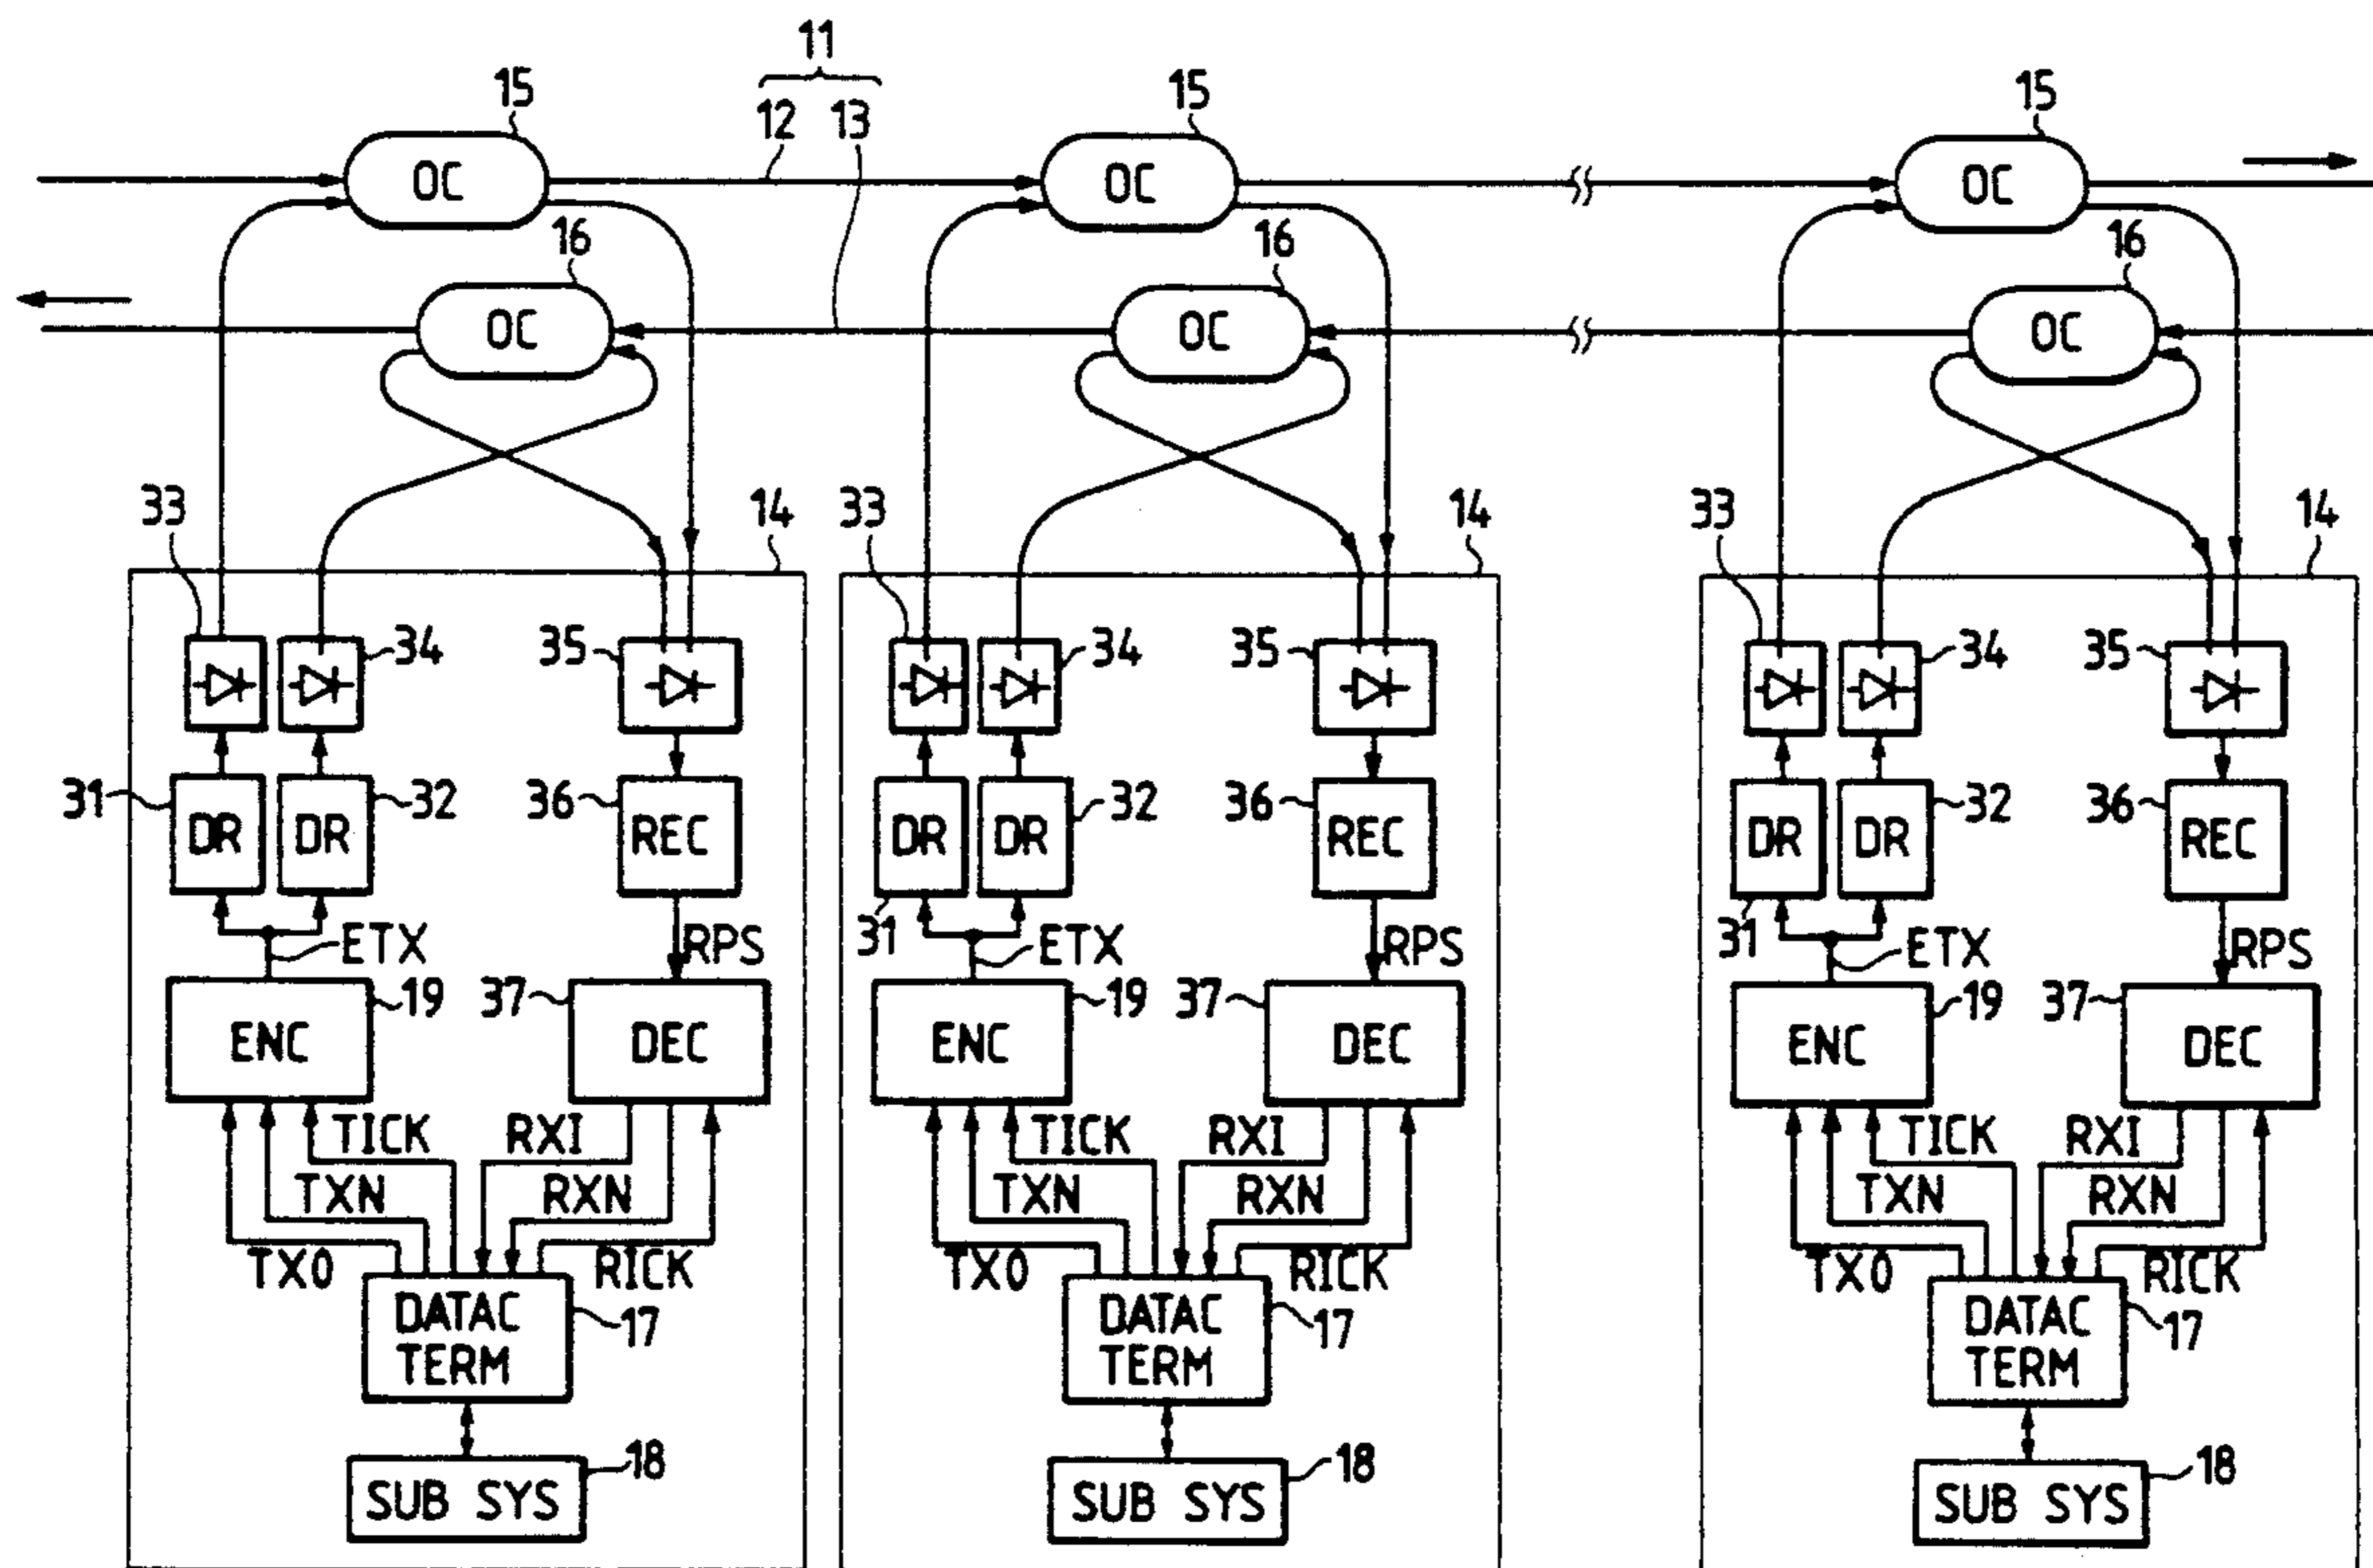 11
15 12 13 15 15
OC OC OC
16 16 16
OC OC OC
33 14 33 14 33 14
34 35 34 35 34 35
31 DR DR 32 36 REC DR DR 32 36 REC DR DR 32 36 REC
31 31
ETX RPS ETX RPS ETX RPS
19 37 19 37 19 37
ENC DEC ENC DEC ENC DEC
TICK RXI TICK RXI TICK RXI
TXN RXN TXN RXN TXN RXN
TXO RICK TXO RICK TXO RICK
DATAC 17 DATAC 17 DATAC 17
TERM TERM TERM
18 18 18
SUB SYS SUB SYS SUB SYS